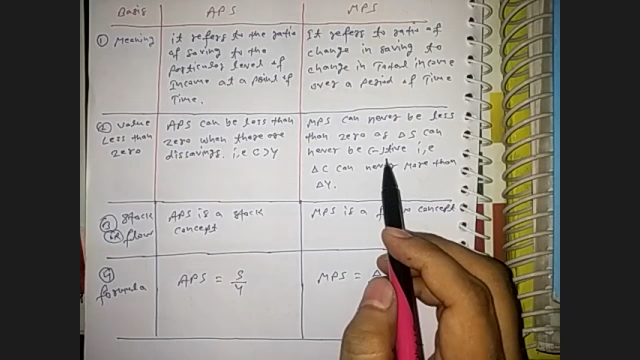 Basis
APS
MPS
① Meaning
it refers to the ratio
of saving to the
Particular level of
Income at a point of
Time.
It refers to ratio of
change in saving to
change in Total income
over a period of Time
② Value
Less than
zero
APS can be less than
zero when there are
dissavings. i,e C>Y
MPS can never be less
than zero as ΔS can
never be (-)tive i,e
ΔC can never more than
ΔY.
③ Stock
OR flow
APS is a stock
concept
MPS is a concept
④
formula
APS = S/Y
MPS =